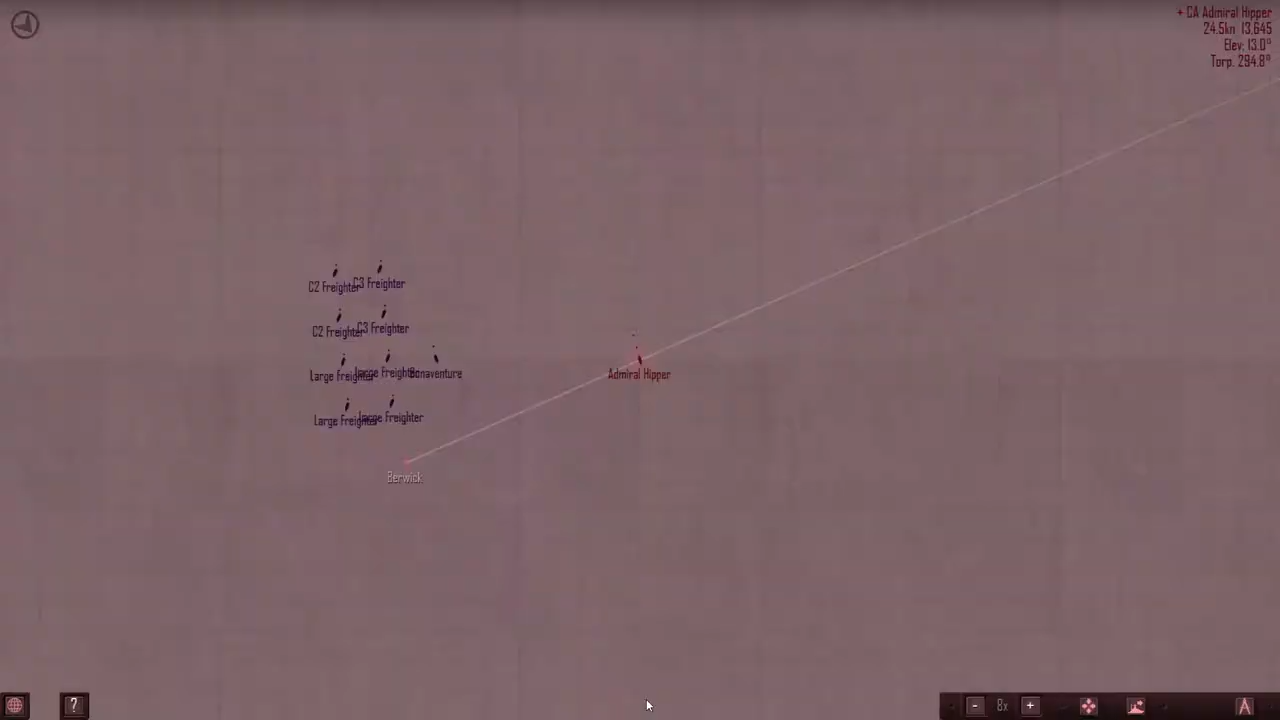 + CA Admiral Hipper
24.5kn 13,645
Elev: 13.0°
Torp. 294.8°
C2 Freighter
C3 Freighter
C2 Freighter
C3 Freighter
Large Freighter
Large Freighter
Bonaventure
Admiral Hipper
Large Freighter
Large Freighter
Berwick
?
- 8x +